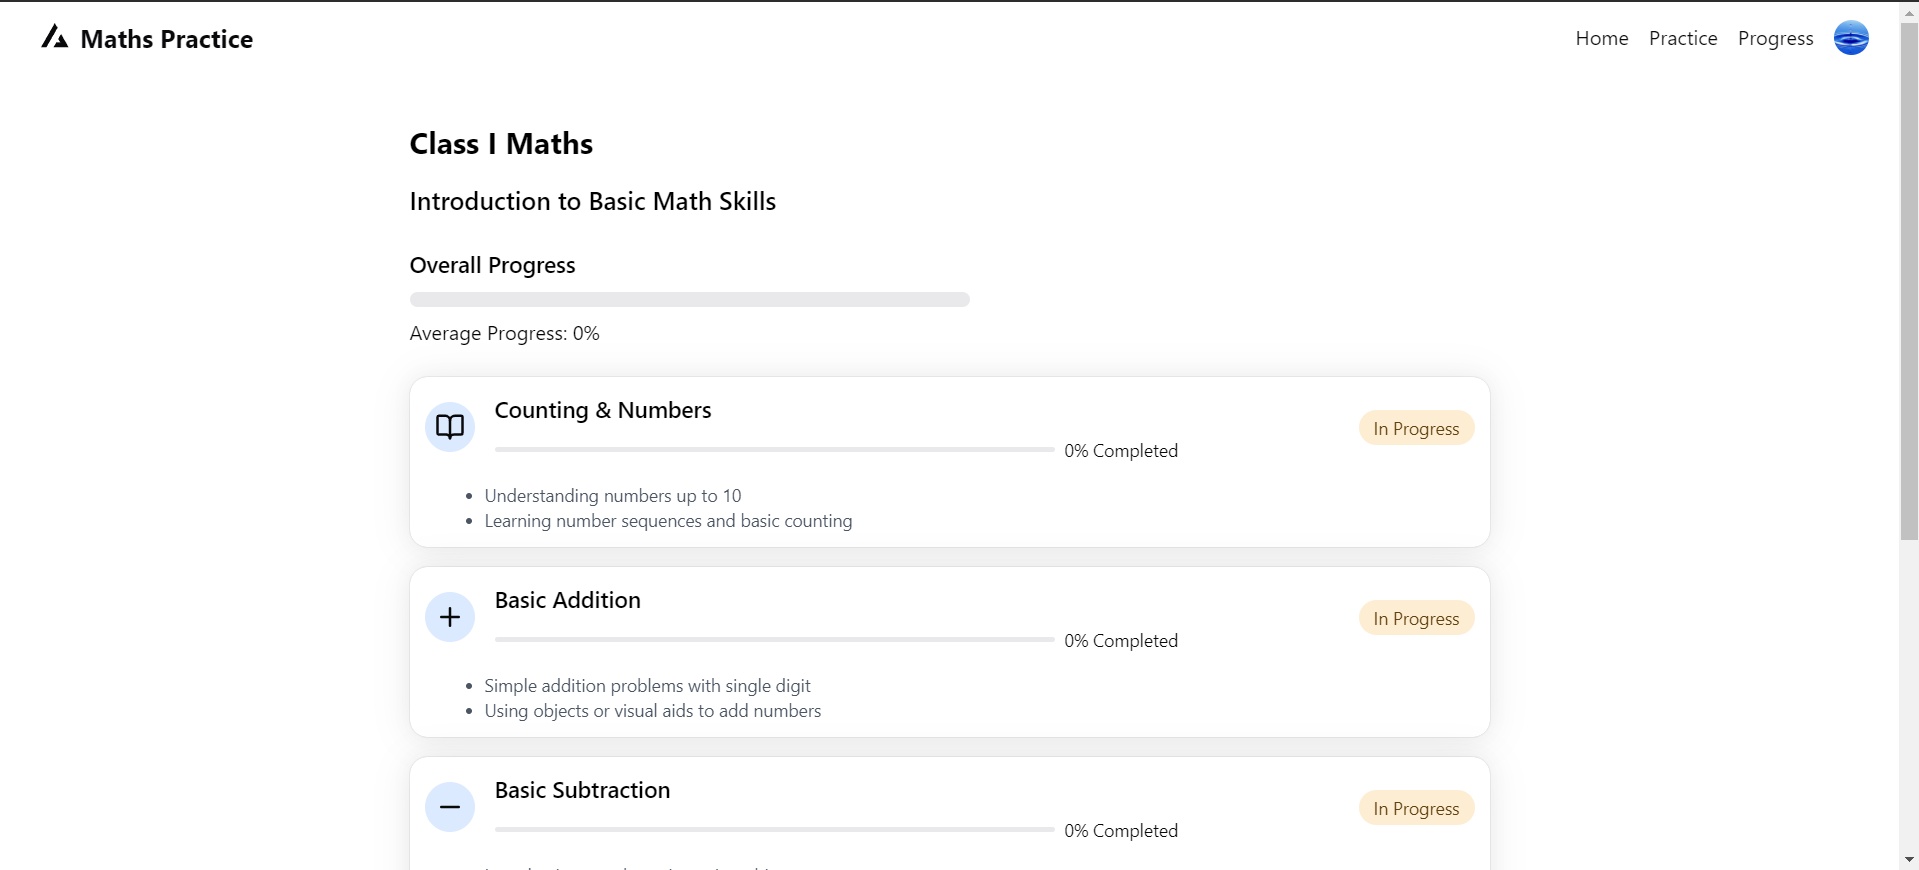 Maths Practice
Home Practice Progress
Class I Maths
Introduction to Basic Math Skills
Overall Progress
Average Progress: 0%
Counting & Numbers
In Progress
0% Completed
Understanding numbers up to 10
Learning number sequences and basic counting
Basic Addition
In Progress
0% Completed
Simple addition problems with single digit
Using objects or visual aids to add numbers
Basic Subtraction
In Progress
0% Completed